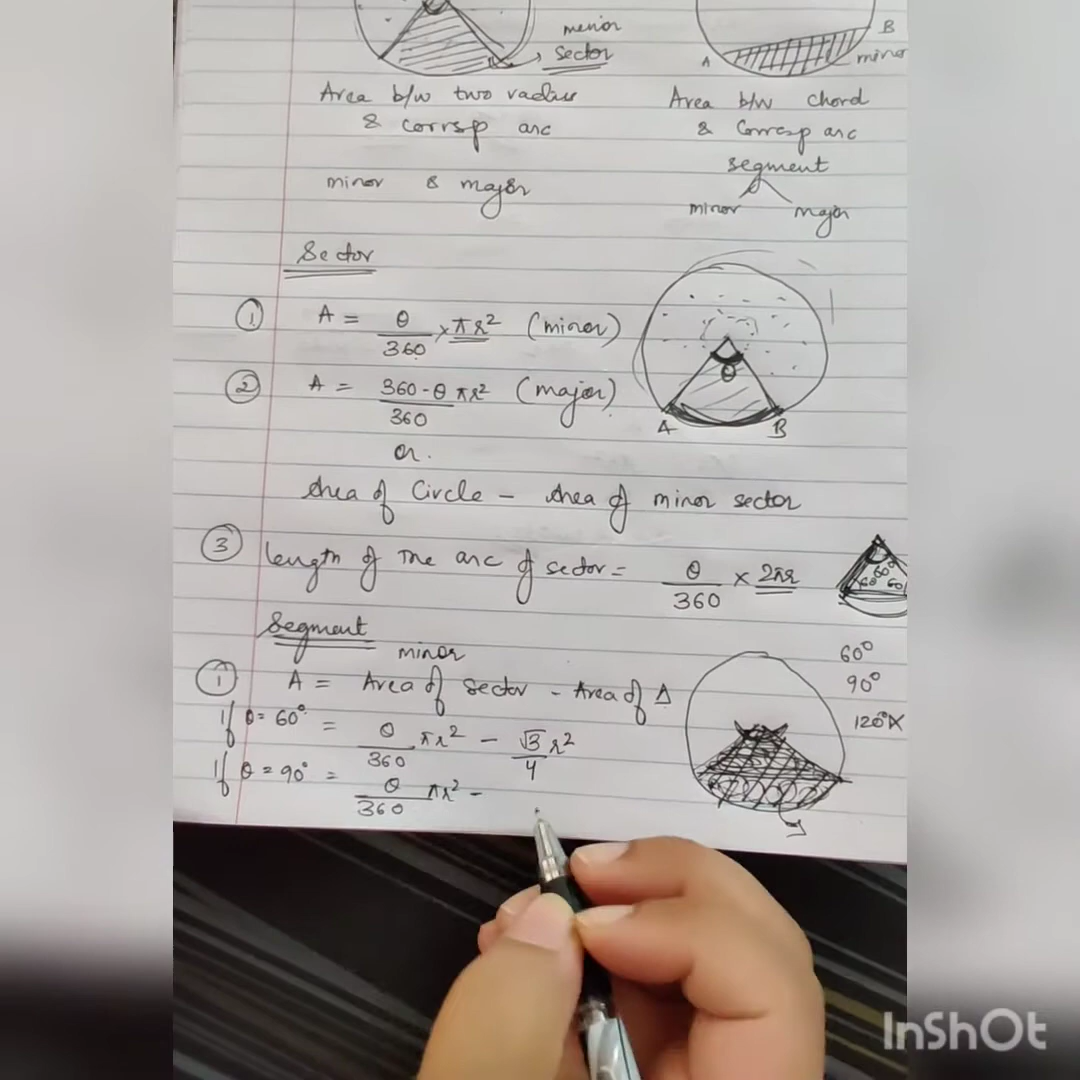 menior
sector
B
A
minor
Area b/w two radius
& corrsp arc
Area b/w chord
& corresp arc
segment
minor & major
minor major
Sector
① A = θ/360 × πr² (minor)
② A = 360-θ/360 πr² (major)
θ
A B
or.
Area of Circle - Area of minor sector
③ length of the arc of sector = θ/360 × 2πr
60°
60° 60
Segment
minor
① A = Area of sector - Area of Δ
60°
90°
120°X
If θ = 60° = θ/360 πr² - √3/4 r²
If θ = 90° = θ/360 πr² -
InShOt